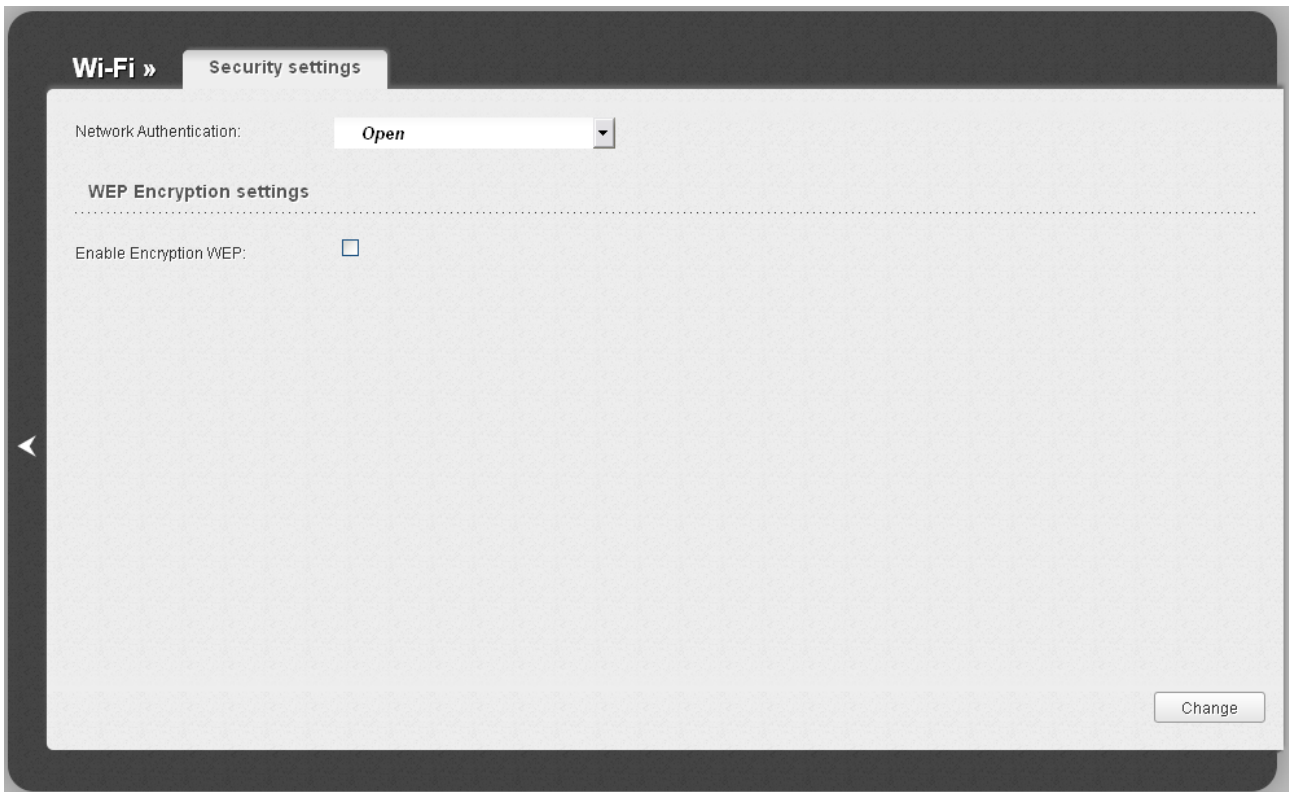 Wi-Fi » Security settings
Network Authentication: Open
WEP Encryption settings
Enable Encryption WEP:
Change